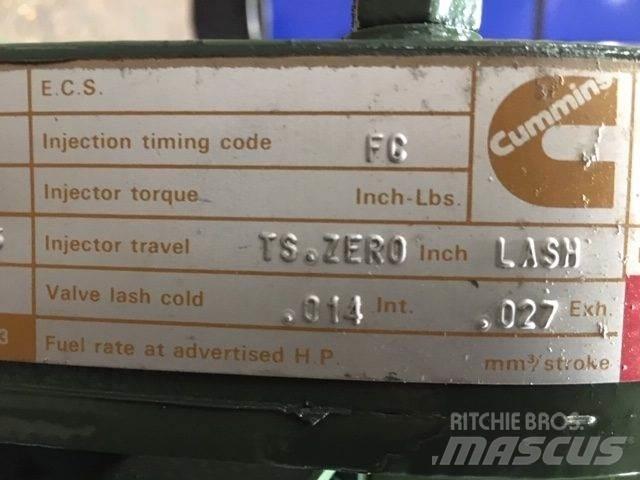 E.C.S.
Cummins
Injection timing code FC
Injector torque Inch-Lbs.
Injector travel TS.ZERO Inch LASH
Valve lash cold .014 Int. .027 Exh.
3 Fuel rate at advertised H.P. mm³/stroke
RITCHIE BROS.
MASCUS